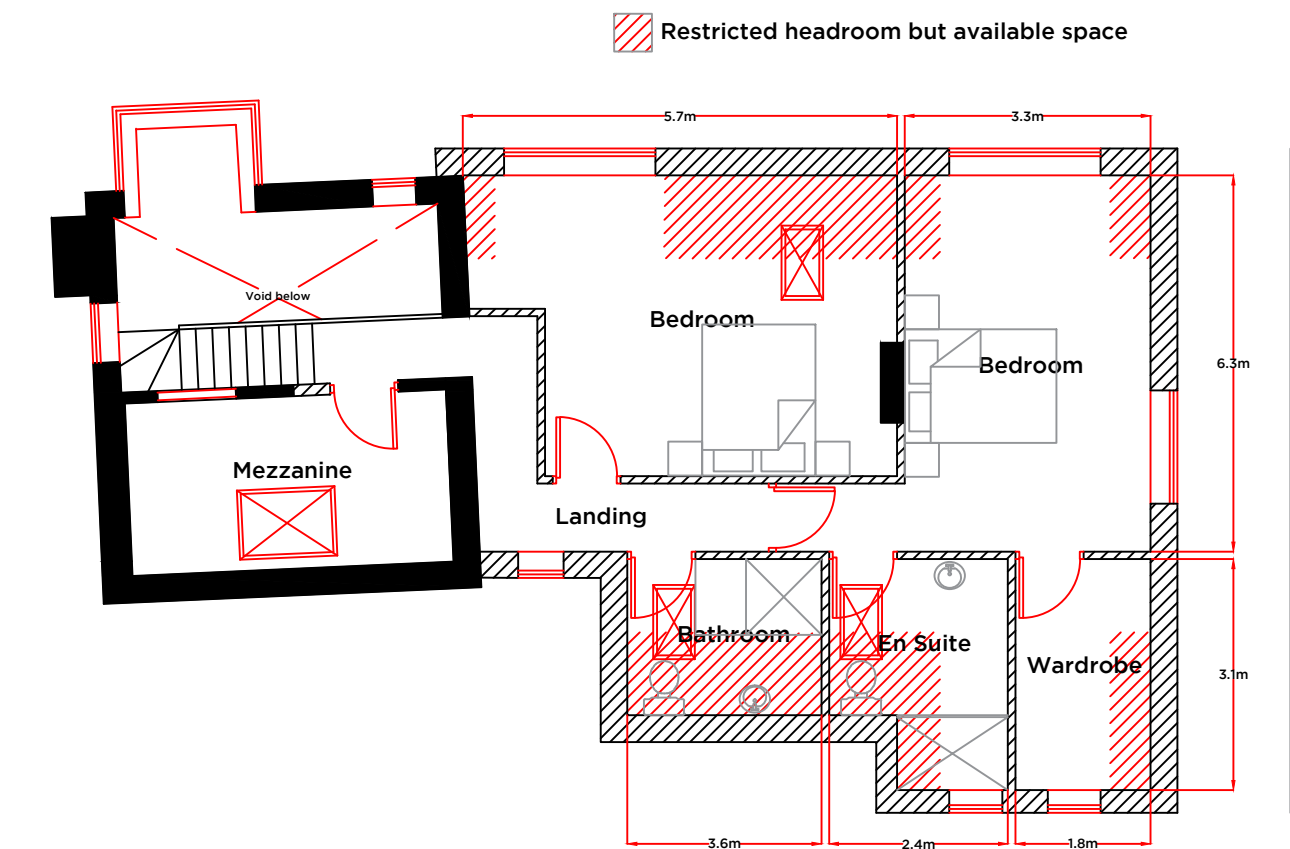 Restricted headroom but available space
5.7m
3.3m
Void below
Bedroom
Bedroom
6.3m
Mezzanine
Landing
Bathroom
En Suite
Wardrobe
3.1m
3.6m
2.4m
1.8m